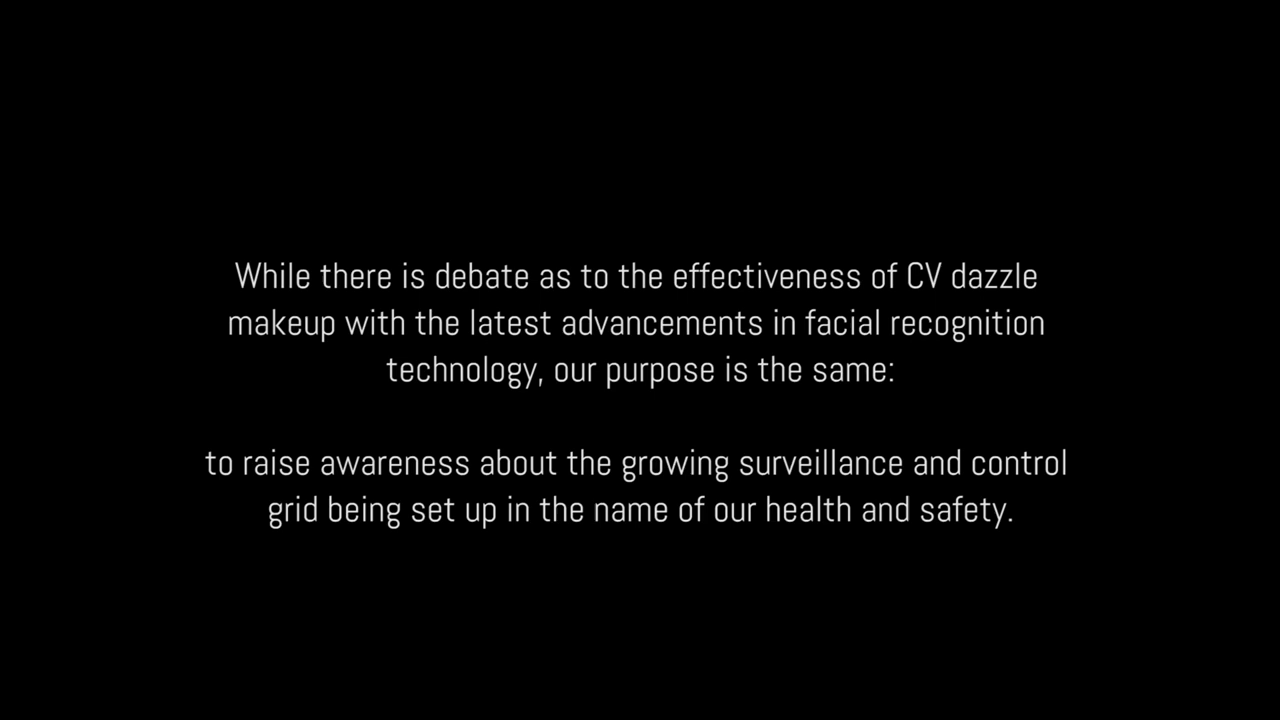 While there is debate as to the effectiveness of CV dazzle
makeup with the latest advancements in facial recognition
technology, our purpose is the same:
to raise awareness about the growing surveillance and control
grid being set up in the name of our health and safety.